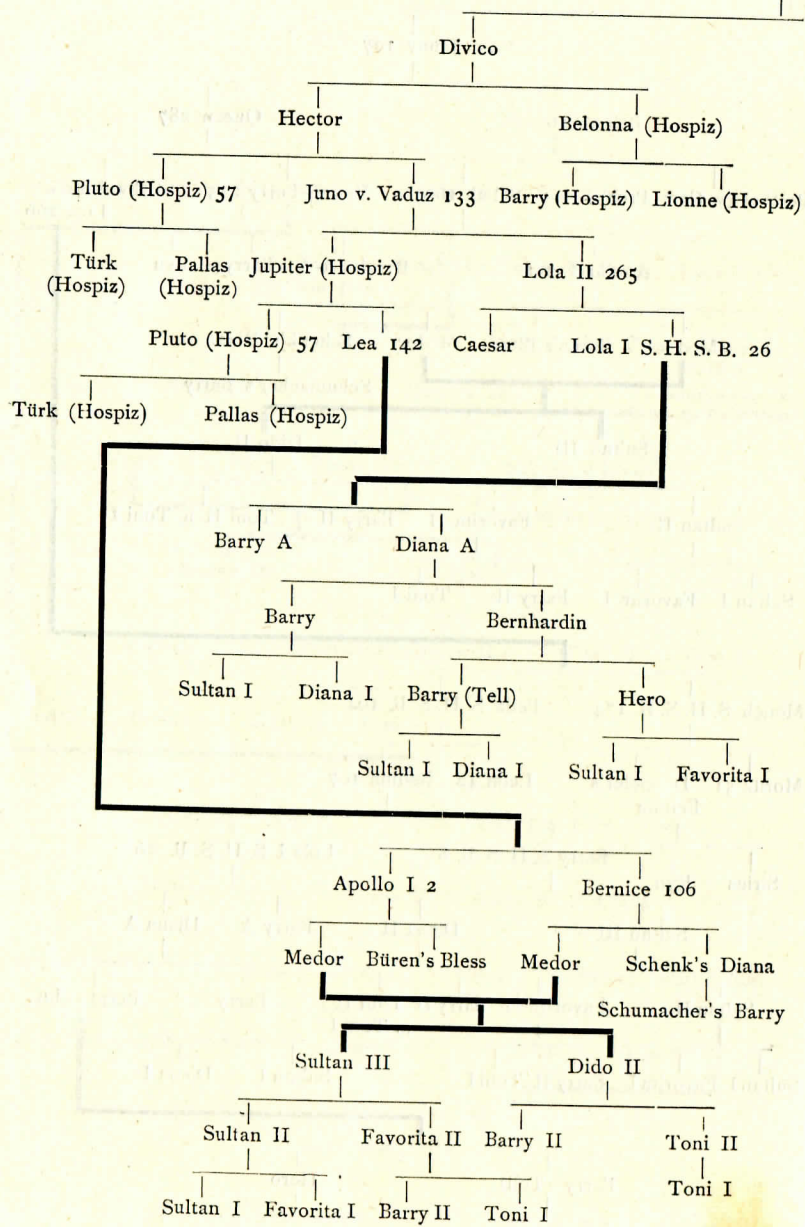 Divico
Hector Belonna (Hospiz)
Pluto (Hospiz) 57 Juno v. Vaduz 133 Barry (Hospiz) Lionne (Hospiz)
Türk Pallas Jupiter (Hospiz) Lola II 265
(Hospiz) (Hospiz)
Pluto (Hospiz) 57 Lea 142 Caesar Lola I S. H. S. B. 26
Türk (Hospiz) Pallas (Hospiz)
Barry A Diana A
Barry Bernhardin
Sultan I Diana I Barry (Tell) Hero
Sultan I Diana I Sultan I Favorita I
Apollo I 2 Bernice 106
Medor Büren's Bless Medor Schenk's Diana
Schumacher's Barry
Sultan III Dido II
Sultan II Favorita II Barry II Toni II
Sultan I Favorita I Barry II Toni I Toni I